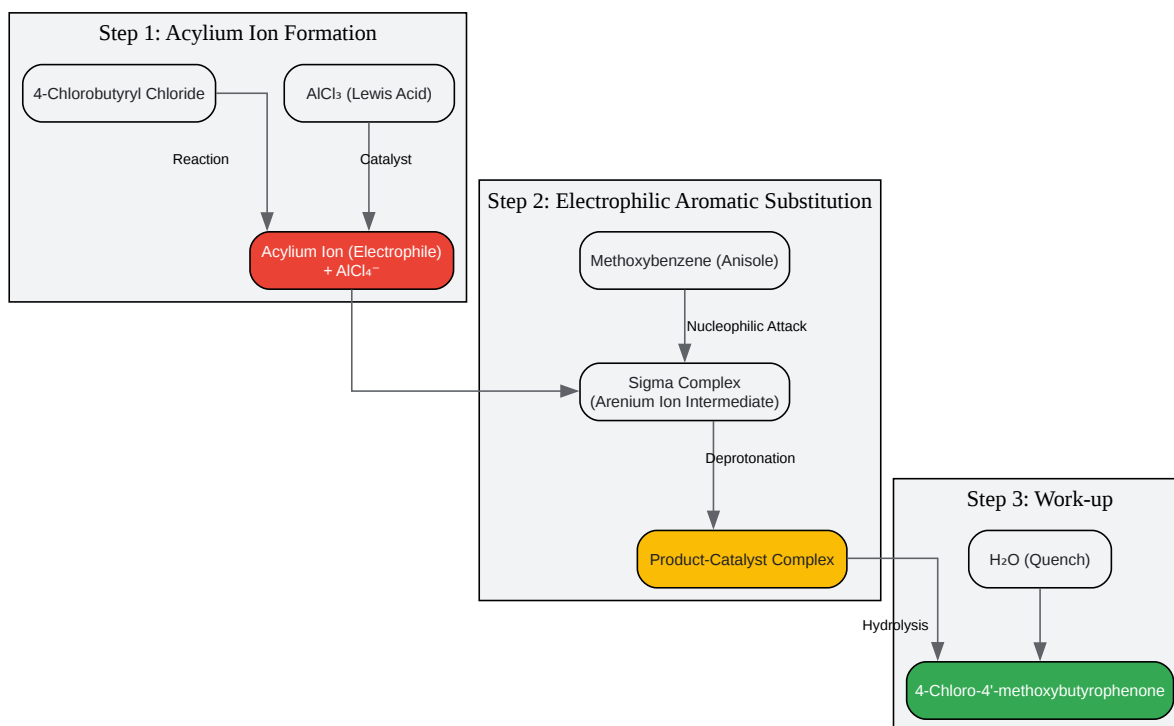 Step 1: Acylium Ion Formation
4-Chlorobutyryl Chloride
AlCl₃ (Lewis Acid)
Reaction
Catalyst
Acylium Ion (Electrophile)
+ AlCl₄⁻
Step 2: Electrophilic Aromatic Substitution
Methoxybenzene (Anisole)
Nucleophilic Attack
Sigma Complex
(Arenium Ion Intermediate)
Deprotonation
Product-Catalyst Complex
Step 3: Work-up
H₂O (Quench)
Hydrolysis
4-Chloro-4'-methoxybutyrophenone